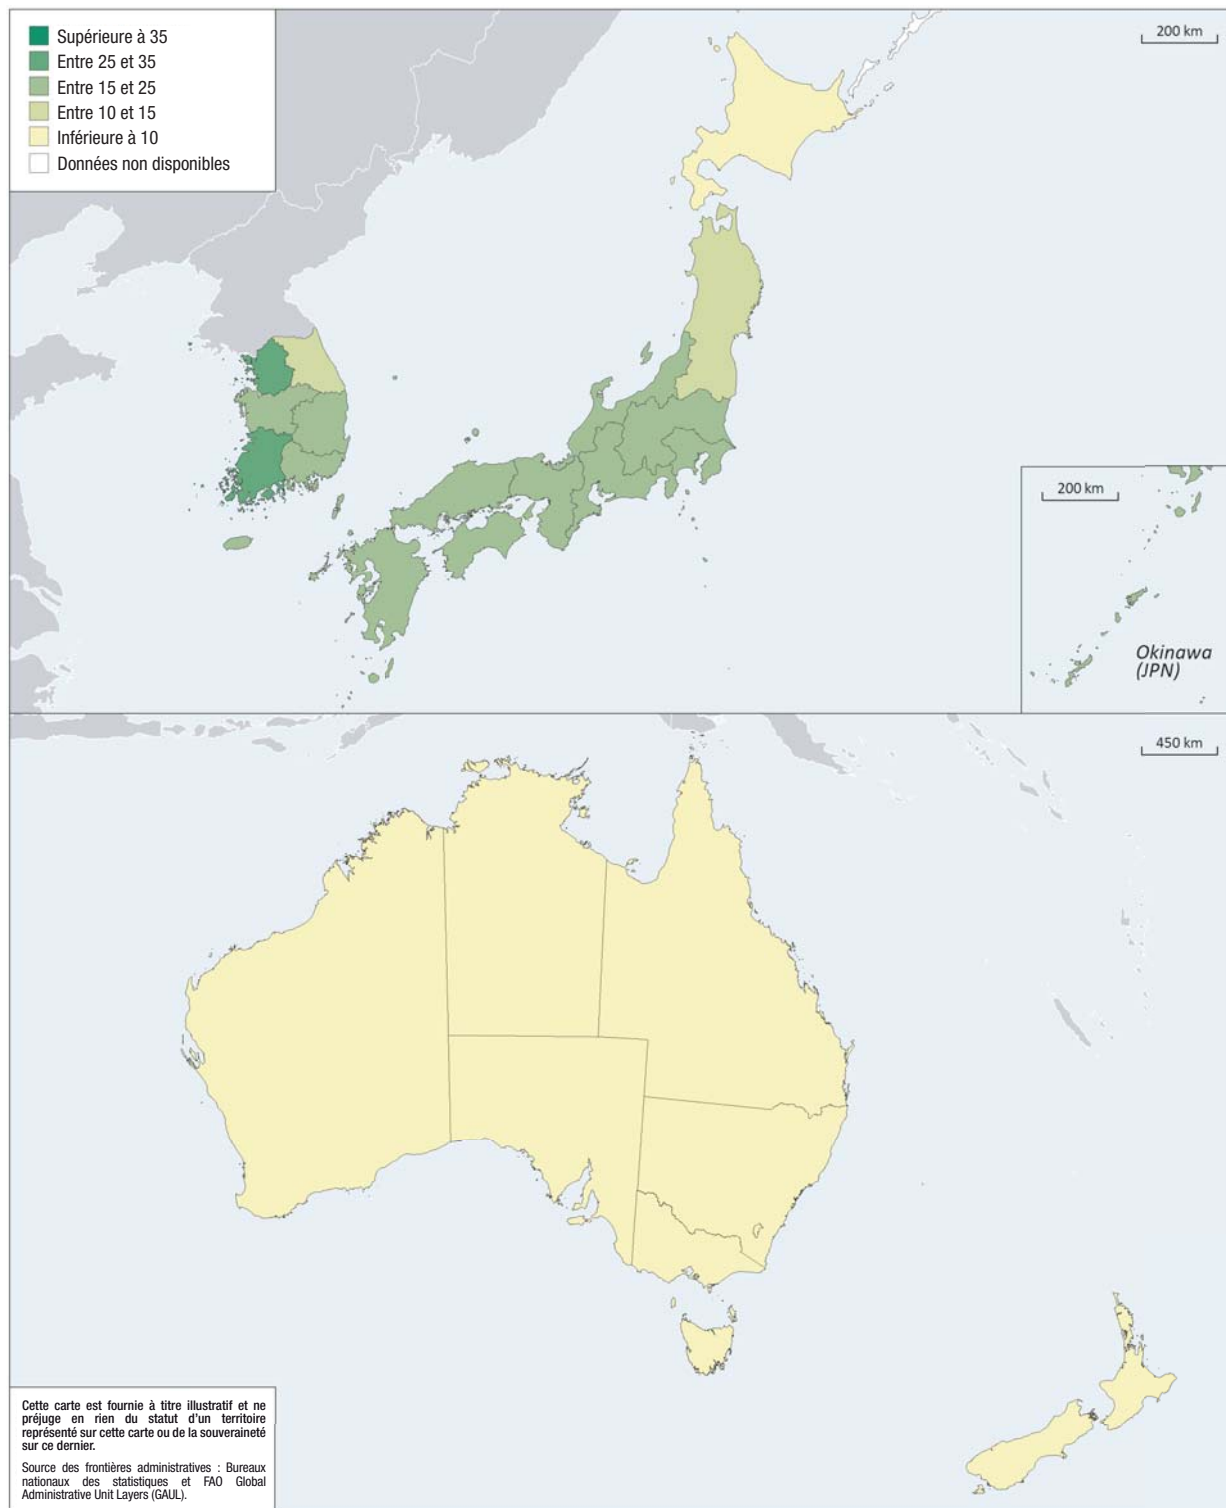 Supérieure à 35
Entre 25 et 35
Entre 15 et 25
Entre 10 et 15
Inférieure à 10
Données non disponibles
200 km
200 km
Okinawa
(JPN)
450 km
Cette carte est fournie à titre illustratif et ne
préjuge en rien du statut d'un territoire
représenté sur cette carte ou de la souveraineté
sur ce dernier.
Source des frontières administratives : Bureaux
nationaux des statistiques et FAO Global
Administrative Unit Layers (GAUL).